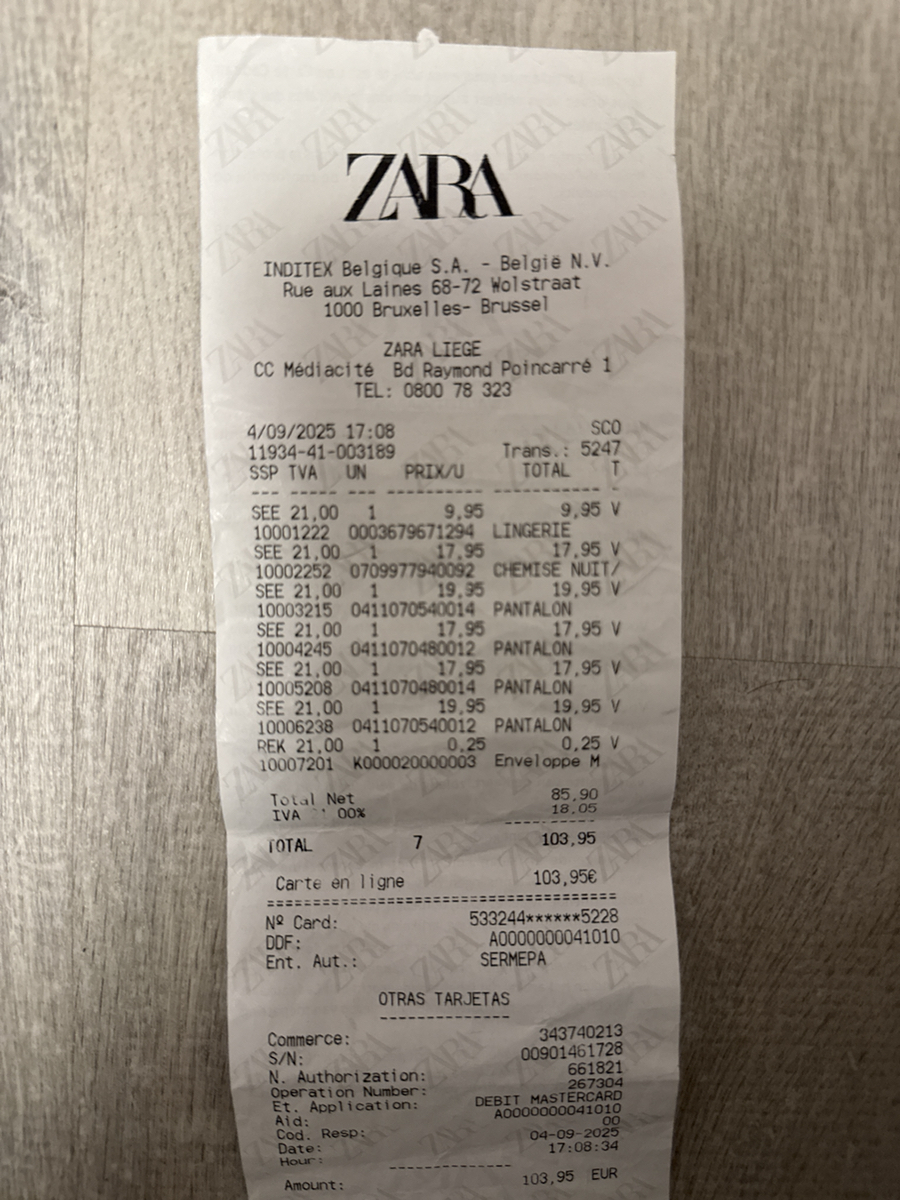 ZARA
INDITEX Belgique S.A. - België N.V.
Rue aux Laines 68-72 Wolstraat
1000 Bruxelles- Brussel
ZARA LIEGE
CC Médiacité Bd Raymond Poincarré 1
TEL: 0800 78 323
4/09/2025 17:08 SCO
11934-41-003189 Trans.: 5247
SSP TVA UN PRIX/U TOTAL T
--- ----- --- ---------- ----------- -
SEE 21,00 1 9,95 9,95 V
10001222 0003679671294 LINGERIE
SEE 21,00 1 17,95 17,95 V
10002252 0709977940092 CHEMISE NUIT/
SEE 21,00 1 19,95 19,95 V
10003215 0411070540014 PANTALON
SEE 21,00 1 17,95 17,95 V
10004245 0411070480012 PANTALON
SEE 21,00 1 17,95 17,95 V
10005208 0411070480014 PANTALON
SEE 21,00 1 19,95 19,95 V
10006238 0411070540012 PANTALON
REK 21,00 1 0,25 0,25 V
10007201 K000020000003 Enveloppe M
Total Net 85,90
IVA 00% 18,05
----------
TOTAL 7 103,95
Carte en ligne 103,95€
========================================
Nº Card: 533244******5228
DDF: A0000000041010
Ent. Aut.: SERMEPA
OTRAS TARJETAS
--------------
Commerce: 343740213
S/N: 00901461728
N. Authorization: 661821
Operation Number: 267304
Et. Application: DEBIT MASTERCARD
Aid: A0000000041010
Cod. Resp: 00
Date: 04-09-2025
Hour: 17:08:34
--------------
Amount: 103,95 EUR